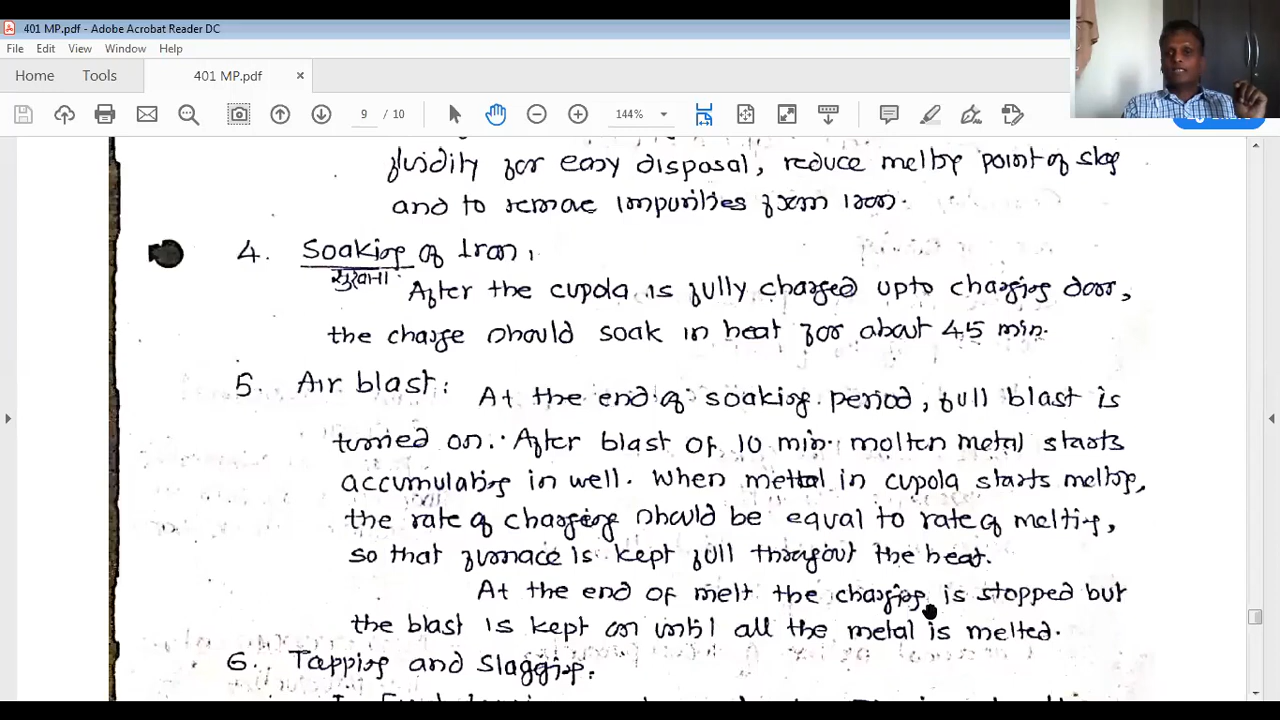 401 MP.pdf - Adobe Acrobat Reader DC
File Edit View Window Help
Home Tools 401 MP.pdf ×
9 / 10 144%
fluidity for easy disposal, reduce melting point of slag
and to remove impurities from iron.
4. Soaking of Iron.
After the cupola is fully charged upto charging door,
the charge should soak in heat for about 45 min.
5. Air blast: At the end of soaking period, full blast is
turned on. After blast of 10 min. molten metal starts
accumulating in well. When mettal in cupola starts melting,
the rate of charging should be equal to rate of melting,
so that furnace is kept full througout the heat.
At the end of melt the charging is stopped but
the blast is kept on until all the metal is melted.
6. Tapping and Slagging.